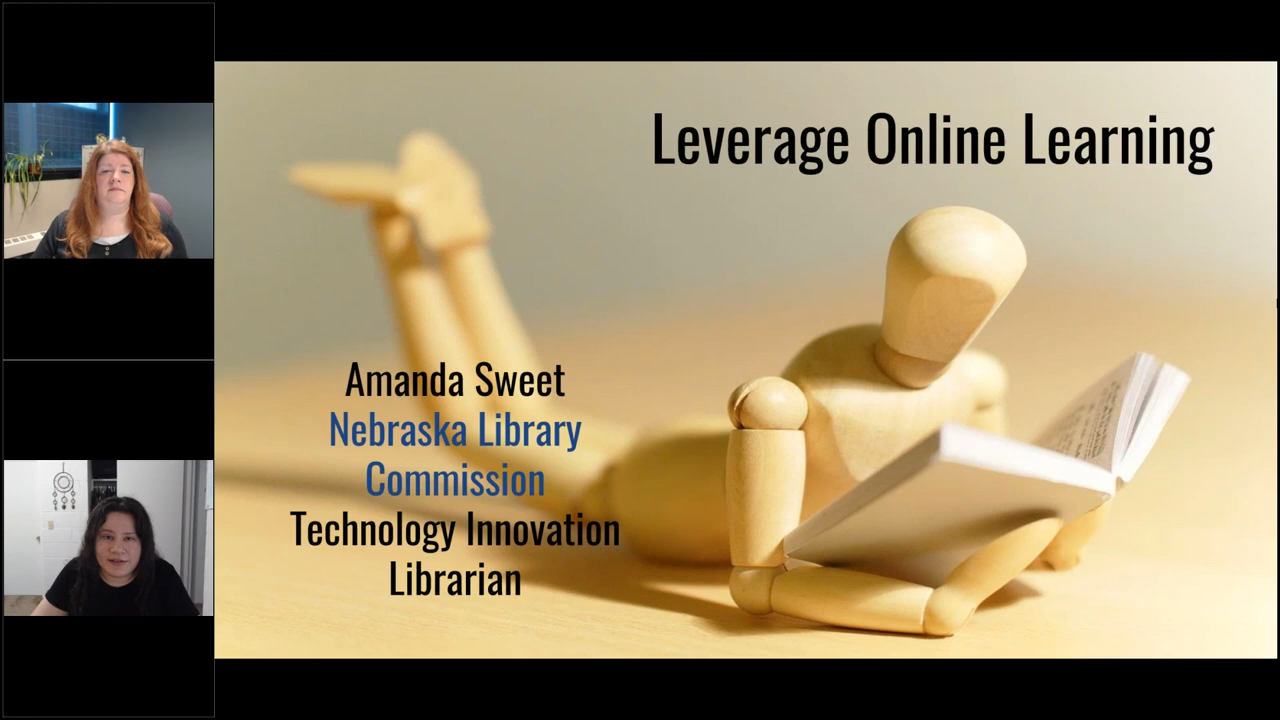 Leverage Online Learning
Amanda Sweet
Nebraska Library
Commission
Technology Innovation
Librarian